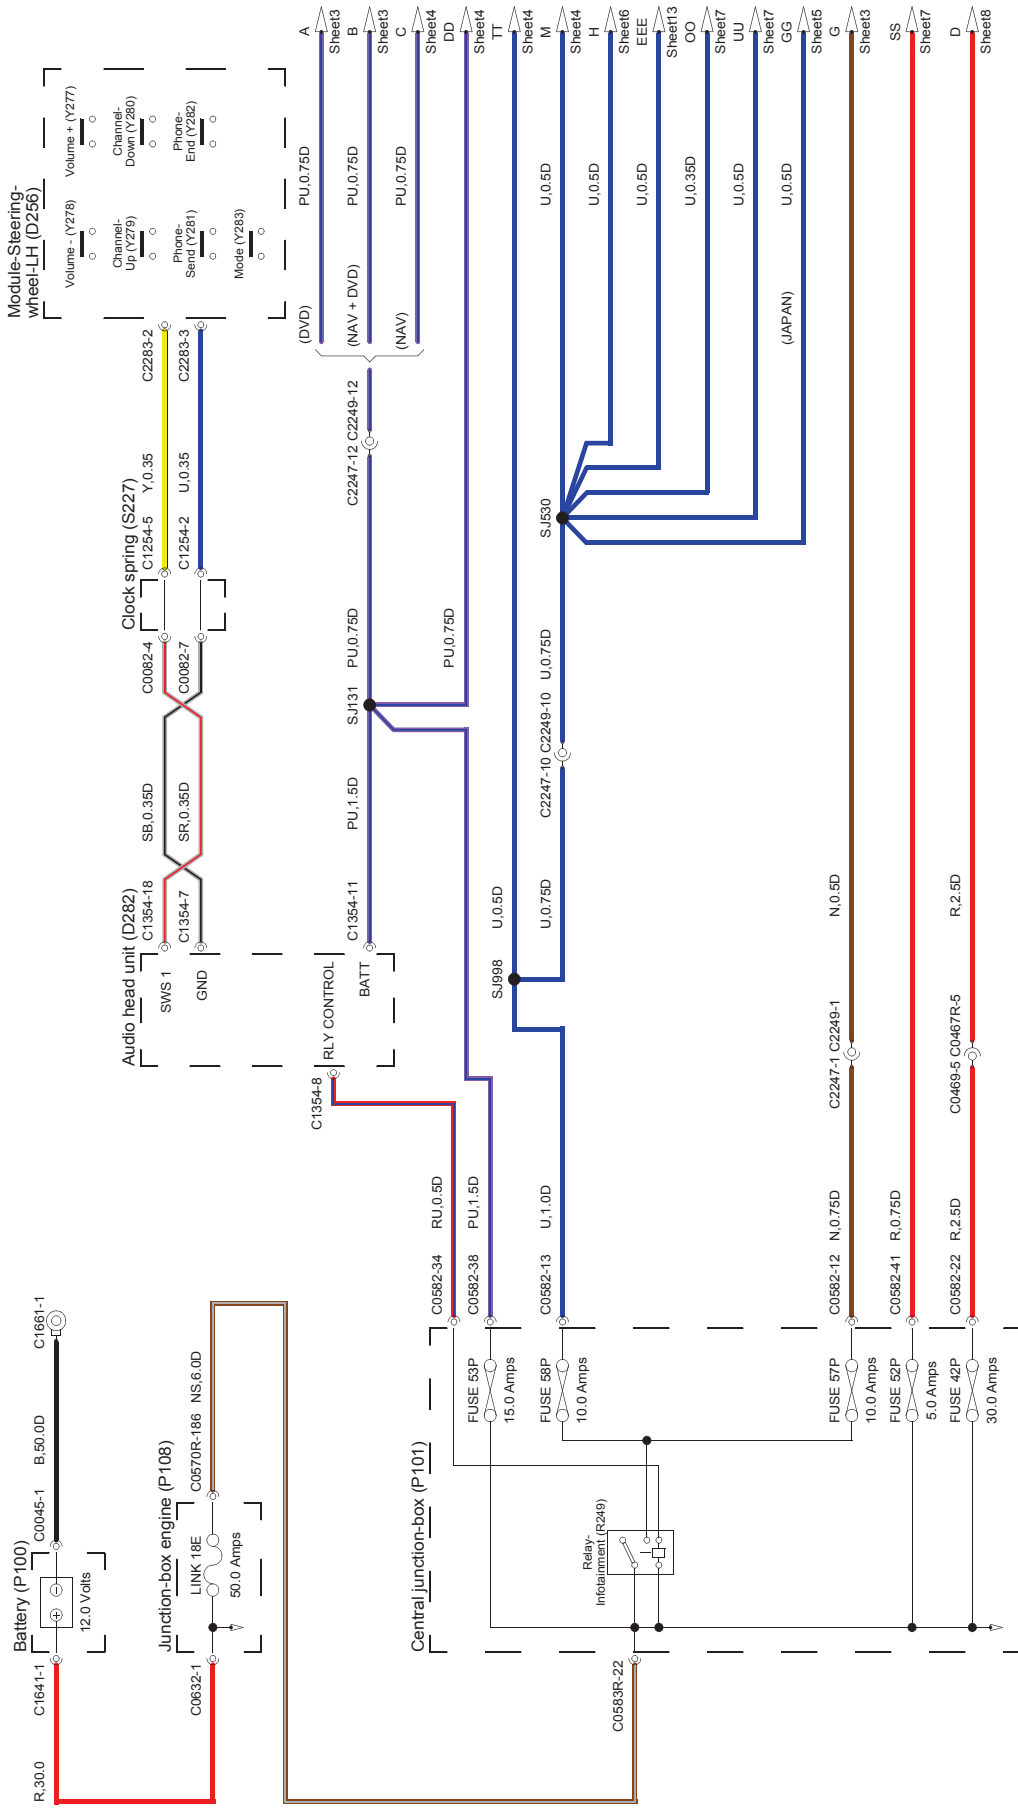 Battery (P100)
12.0 Volts
C1641-1
R,30.0
C0045-1
B,50.0D
C1661-1
Junction-box engine (P108)
LINK 18E
50.0 Amps
C0632-1
C0570R-186
NS,6.0D
Central junction-box (P101)
Relay-
Infotainment (R249)
C0583R-22
FUSE 53P
15.0 Amps
FUSE 58P
10.0 Amps
FUSE 57P
10.0 Amps
FUSE 52P
5.0 Amps
FUSE 42P
30.0 Amps
C0582-34
RU,0.5D
C0582-38
PU,1.5D
C0582-13
U,1.0D
C0582-12
N,0.75D
C0582-41
R,0.75D
C0582-22
R,2.5D
Audio head unit (D282)
SWS 1
GND
RLY CONTROL
BATT
C1354-8
C1354-18
C1354-7
C1354-11
SB,0.35D
SR,0.35D
PU,1.5D
SJ131
PU,0.75D
PU,0.75D
C0082-4
C0082-7
Clock spring (S227)
C1254-5
C1254-2
Y,0.35
U,0.35
C2283-2
C2283-3
Module-Steering-
wheel-LH (D256)
Volume - (Y278)
Volume + (Y277)
Channel-
Up (Y279)
Channel-
Down (Y280)
Phone-
Send (Y281)
Phone-
End (Y282)
Mode (Y283)
C2247-12
C2249-12
(DVD)
PU,0.75D
A
Sheet3
(NAV + DVD)
PU,0.75D
B
Sheet3
(NAV)
PU,0.75D
C
Sheet4
DD
Sheet4
SJ998
U,0.5D
TT
Sheet4
U,0.75D
C2247-10
C2249-10
U,0.75D
SJ530
U,0.5D
M
Sheet4
U,0.5D
H
Sheet6
U,0.5D
EEE
Sheet13
U,0.35D
OO
Sheet7
U,0.5D
UU
Sheet7
(JAPAN)
U,0.5D
GG
Sheet5
C2247-1
C2249-1
N,0.5D
G
Sheet3
SS
Sheet7
C0469-5
C0467R-5
R,2.5D
D
Sheet8